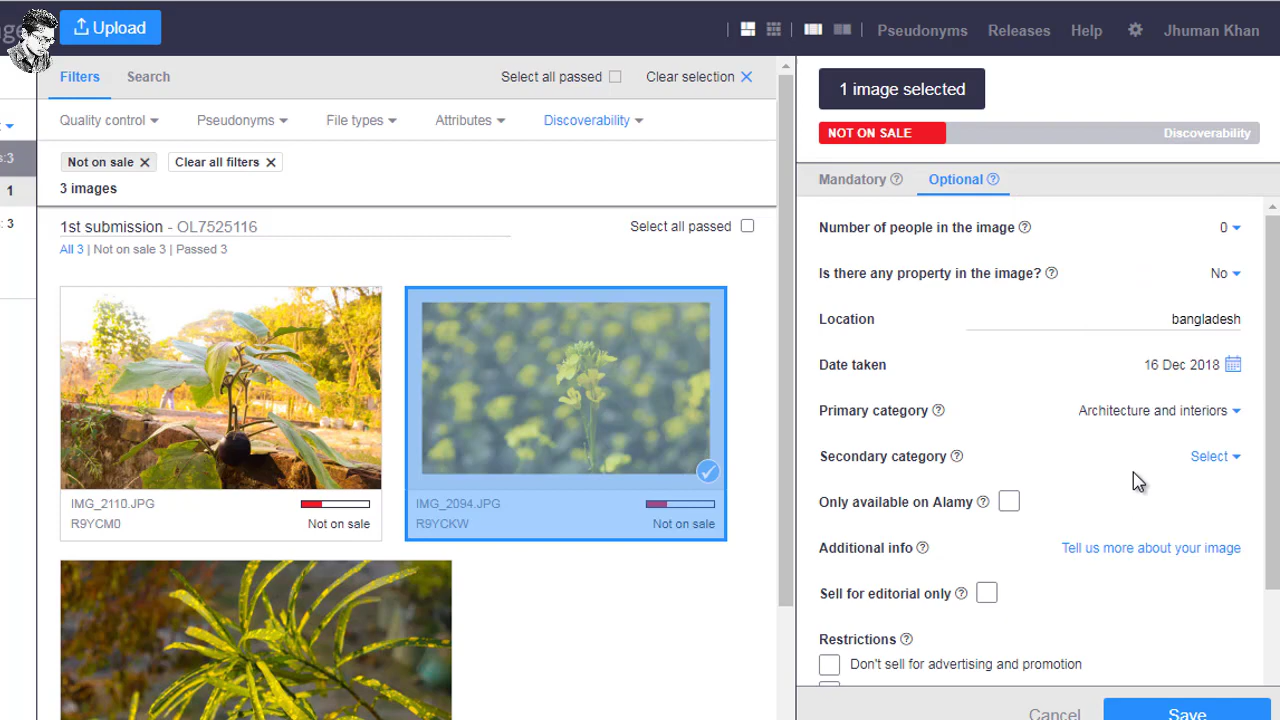 Upload
Pseudonyms Releases Help Jhuman Khan
Filters Search Select all passed Clear selection
1 image selected
Quality control Pseudonyms File types Attributes Discoverability
NOT ON SALE Discoverability
:3
Not on sale Clear all filters
Mandatory Optional
1
3 images
: 3
1st submission - OL7525116 Select all passed
All 3 | Not on sale 3 | Passed 3
Number of people in the image 0
Is there any property in the image? No
Location bangladesh
Date taken 16 Dec 2018
Primary category Architecture and interiors
Secondary category Select
Only available on Alamy
Additional info Tell us more about your image
Sell for editorial only
Restrictions
Don't sell for advertising and promotion
Cancel Save
IMG_2110.JPG
R9YCM0 Not on sale
IMG_2094.JPG
R9YCKW Not on sale